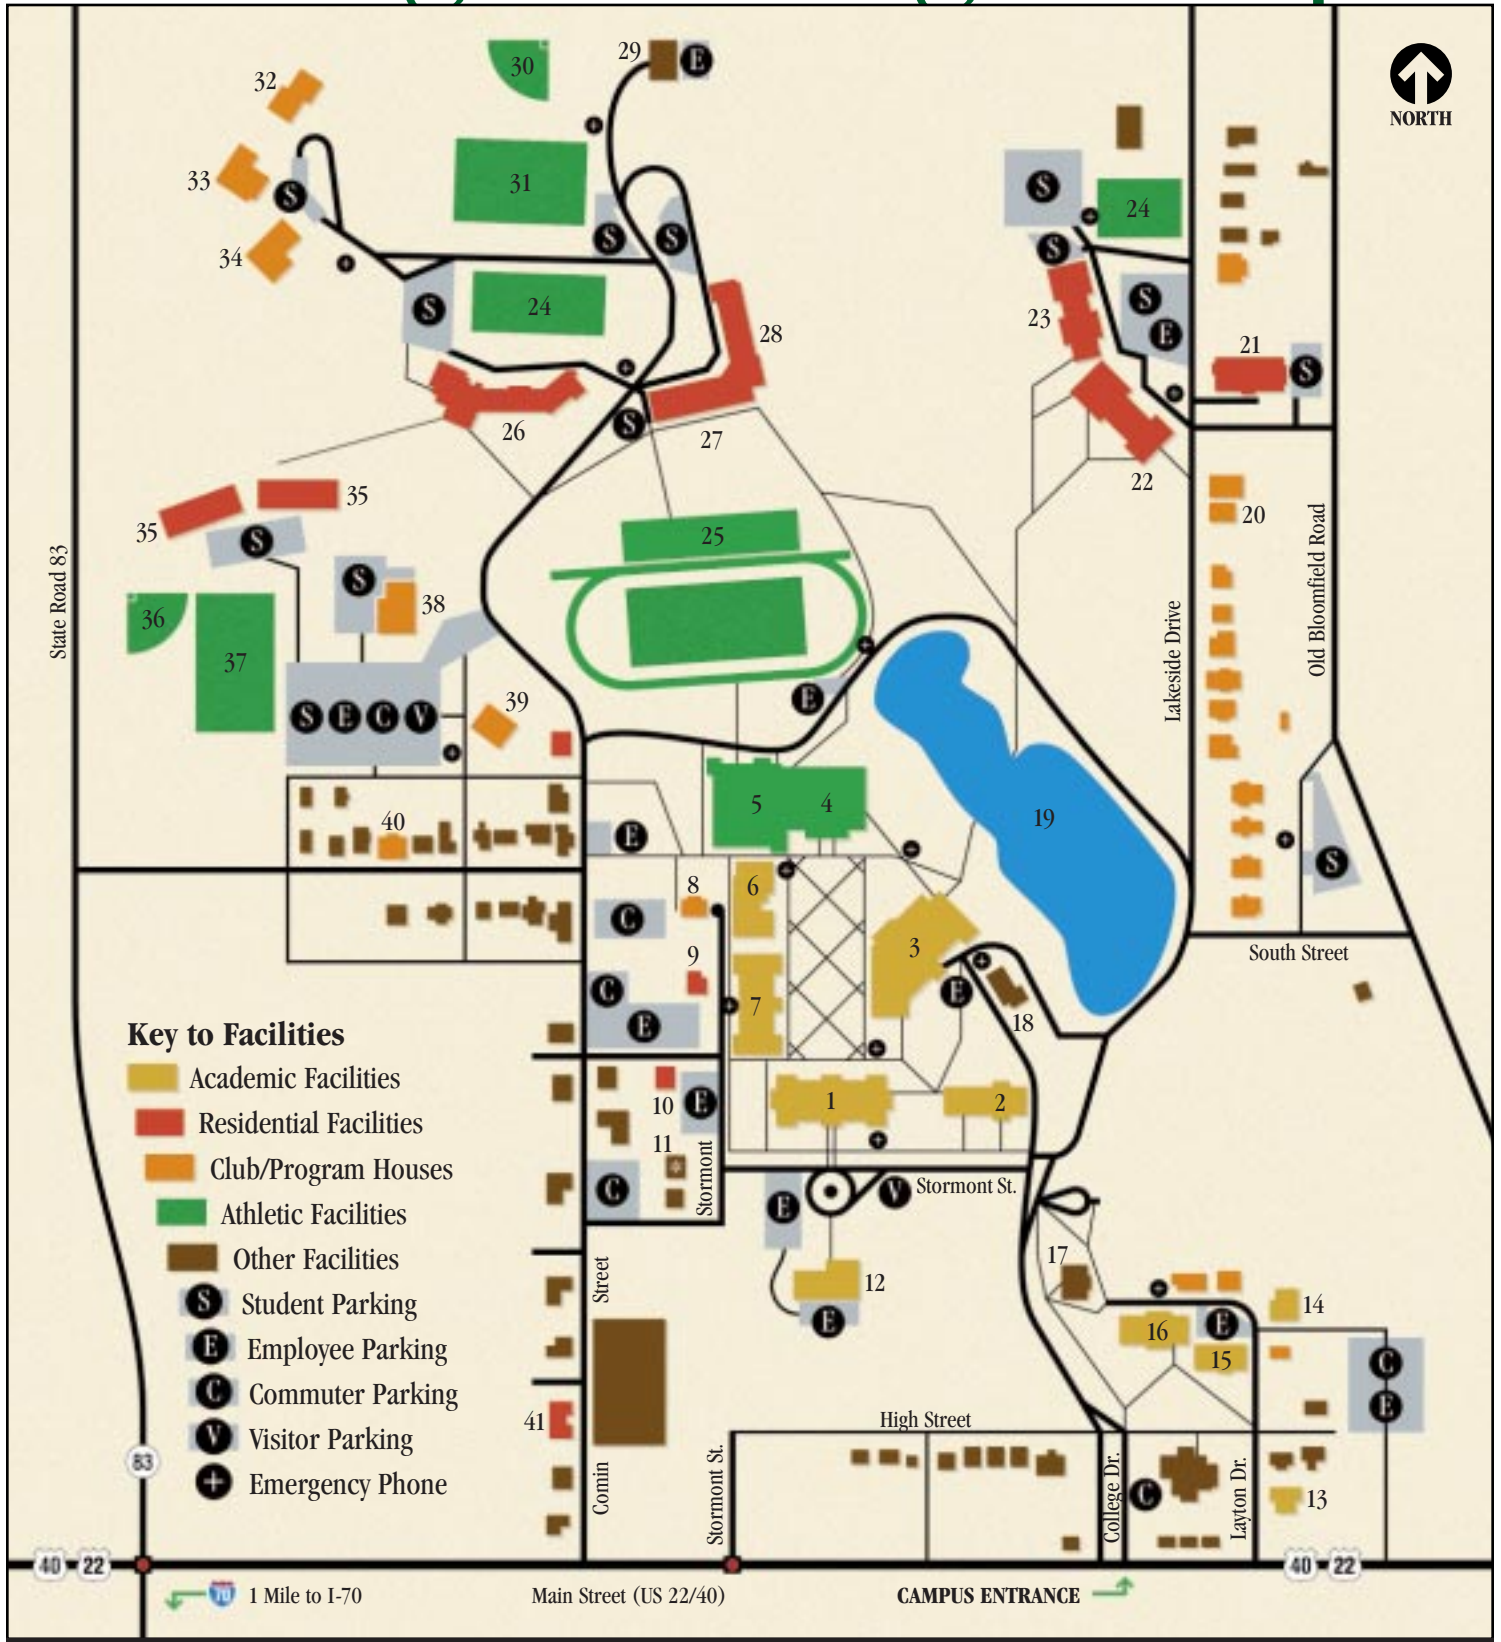 29
E
30
32
NORTH
33
S
31
S
24
34
S
S
S
24
S
S
E
23
28
21
S
S
26
27
22
35
35
20
S
25
S
38
36
37
State Road 83
Lakeside Drive
Old Bloomfield Road
39
S
E
C
V
E
5
4
19
40
E
S
8
6
C
9
3
South Street
C
7
E
E
18
Key to Facilities
Academic Facilities
10
E
1
2
Residential Facilities
11
Club/Program Houses
C
Stormont
E
V
Stormont St.
Athletic Facilities
Other Facilities
17
12
Street
S
Student Parking
14
E
16
E
E
Employee Parking
15
C
C
Commuter Parking
E
41
High Street
V
Visitor Parking
83
Emergency Phone
Comin
Stormont St.
College Dr.
C
Layton Dr.
13
40
22
40
22
70
1 Mile to I-70
Main Street (US 22/40)
CAMPUS ENTRANCE